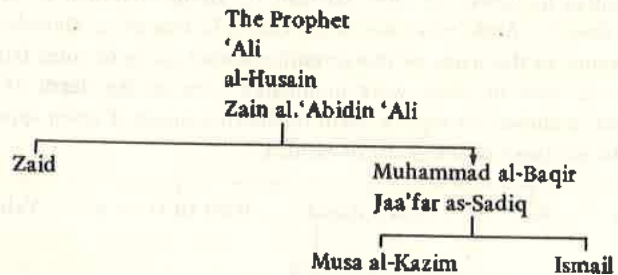 The Prophet
‘Ali
al-Husain
Zain al.‘Abidin ‘Ali
Zaid
Muhammad al-Baqir
Jaa’far as-Sadiq
Musa al-Kazim
Ismail